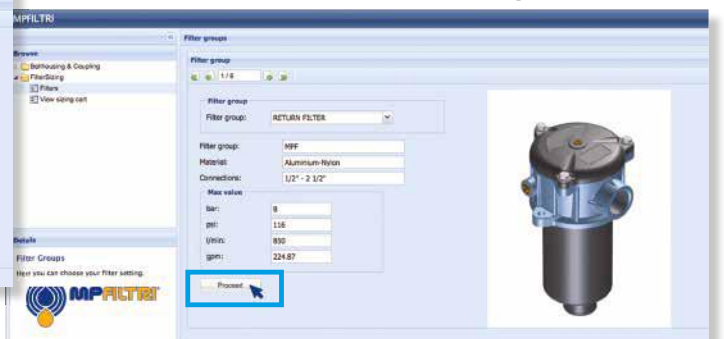 MPFILTRI
Browse
Belthousing & Coupling
FilterSizing
Filters
View sizing cart
Details
Filter Groups
Here you can choose your filter setting.
MPFILTRI
Filter groups
Filter group
1/6
Filter group
Filter group: RETURN FILTER
Filter group: MPF
Material: Aluminium-Nylon
Connections: 1/2" - 2 1/2"
Max value
bar: 8
psi: 116
l/min: 850
gpm: 224.87
Proceed